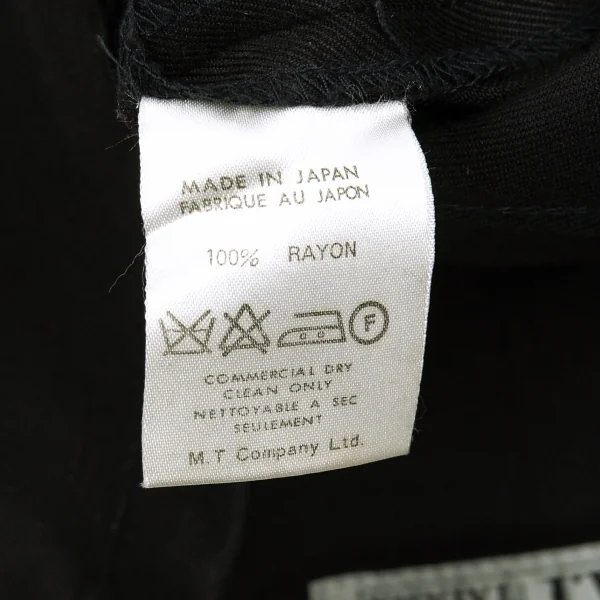 MADE IN JAPAN
FABRIQUE AU JAPON
100% RAYON
F
COMMERCIAL DRY
CLEAN ONLY
NETTOYABLE A SEC
SEULEMENT
M.T Company Ltd.